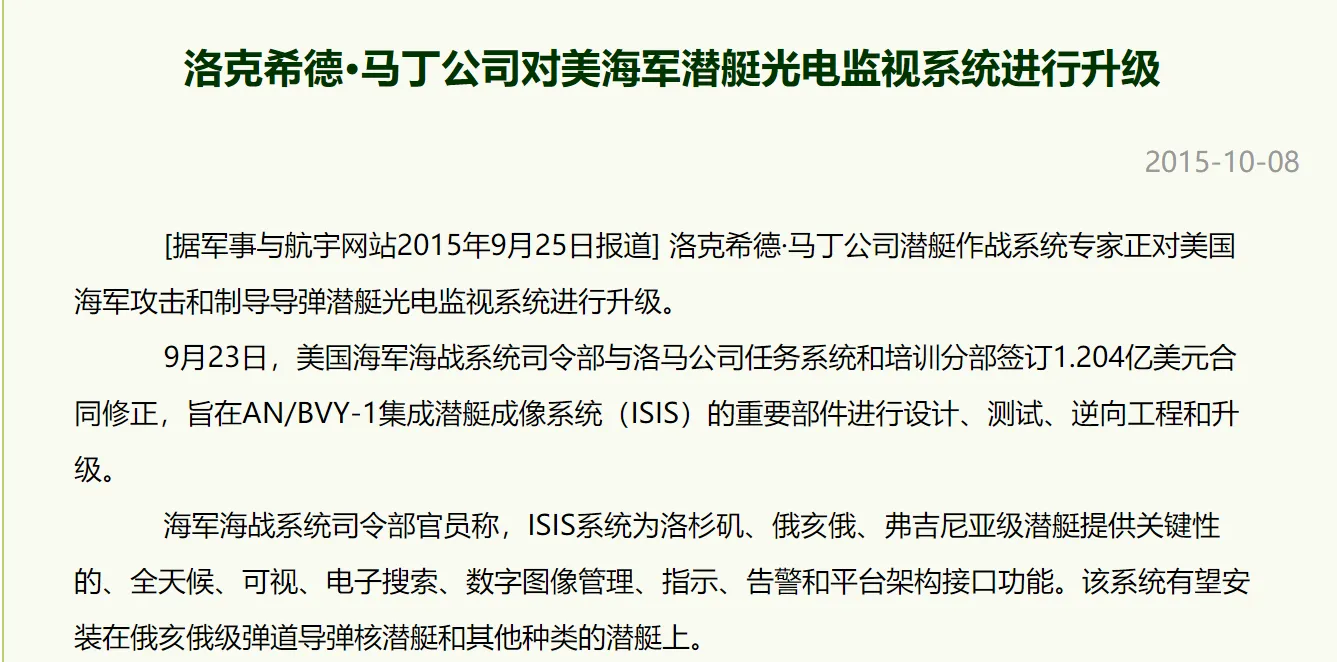 洛克希德•马丁公司对美海军潜艇光电监视系统进行升级
2015-10-08
[据军事与航宇网站2015年9月25日报道] 洛克希德·马丁公司潜艇作战系统专家正对美国
海军攻击和制导导弹潜艇光电监视系统进行升级。
9月23日，美国海军海战系统司令部与洛马公司任务系统和培训分部签订1.204亿美元合
同修正，旨在AN/BVY-1集成潜艇成像系统（ISIS）的重要部件进行设计、测试、逆向工程和升
级。
海军海战系统司令部官员称，ISIS系统为洛杉矶、俄亥俄、弗吉尼亚级潜艇提供关键性
的、全天候、可视、电子搜索、数字图像管理、指示、告警和平台架构接口功能。该系统有望安
装在俄亥俄级弹道导弹核潜艇和其他种类的潜艇上。